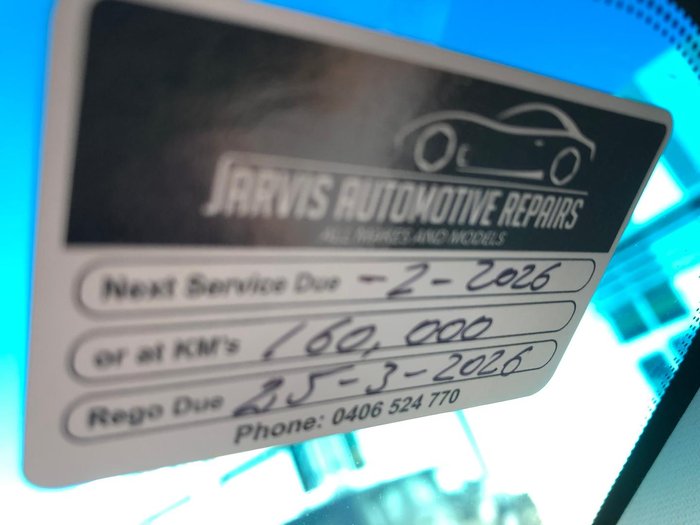 JARVIS AUTOMOTIVE REPAIRS
ALL MAKES AND MODELS
Next Service Due -2-2026
or at KM's 160,000
Rego Due 25-3-2026
Phone: 0406 524 770